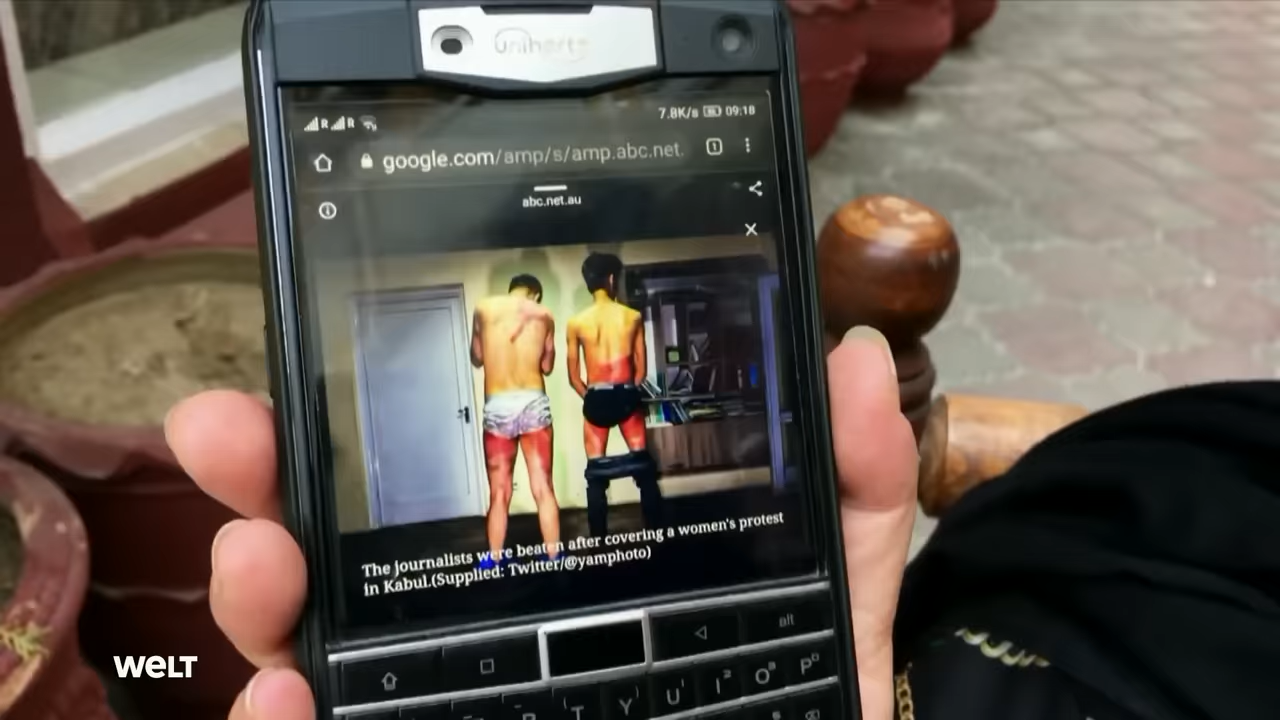 unihertz
R R 7.8K/s 09:18
google.com/amp/s/amp.abc.net. 1
abc.net.au
The journalists were beaten after covering a women's protest
in Kabul.(Supplied: Twitter/@yamphoto)
alt
T Y U I O P
WELT